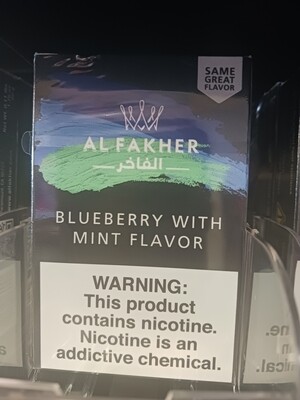 SAME
GREAT
FLAVOR
AL FAKHER
الفاخر
BLUEBERRY WITH
MINT FLAVOR
WARNING:
This product
contains nicotine.
Nicotine is an
addictive chemical.